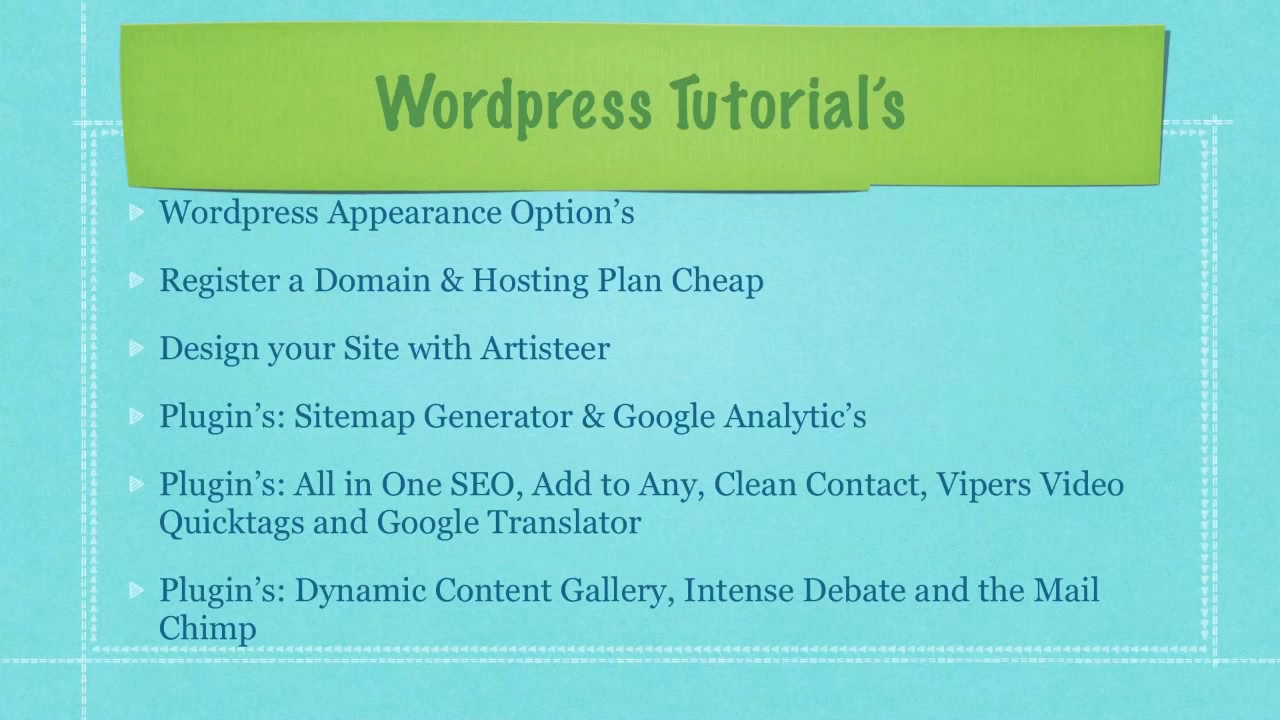 Wordpress Tutorial’s
Wordpress Appearance Option’s
Register a Domain & Hosting Plan Cheap
Design your Site with Artisteer
Plugin’s: Sitemap Generator & Google Analytic’s
Plugin’s: All in One SEO, Add to Any, Clean Contact, Vipers Video
Quicktags and Google Translator
Plugin’s: Dynamic Content Gallery, Intense Debate and the Mail
Chimp